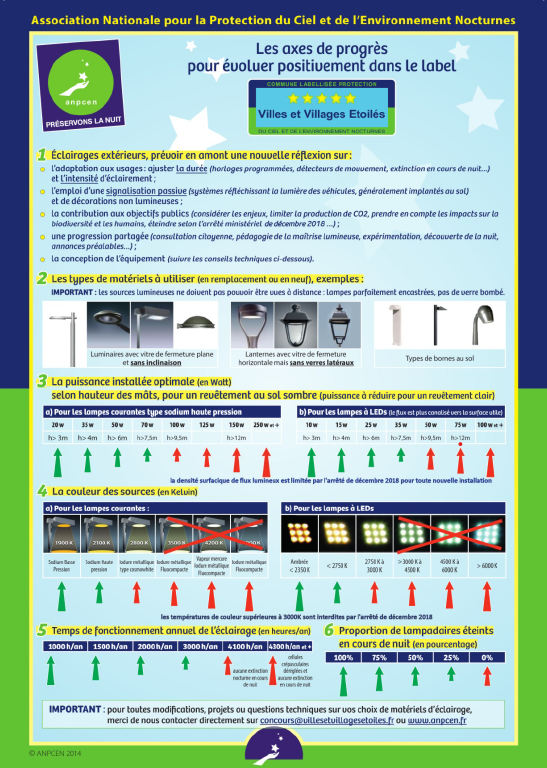 Association Nationale pour la Protection du Ciel et de l'Environnement Nocturnes
Les axes de progrès
pour évoluer positivement dans le label
anpcen
PRÉSERVONS LA NUIT
COMMUNE LABELLISÉE PROTECTION
Villes et Villages Etoilés
DU CIEL ET DE L'ENVIRONNEMENT NOCTURNES
1 Éclairages extérieurs, prévoir en amont une nouvelle réflexion sur :
l'adaptation aux usages : ajuster la durée (horloges programmées, détecteurs de mouvement, extinction en cours de nuit...)
et l'intensité d'éclairement ;
l'emploi d'une signalisation passive (systèmes réfléchissant la lumière des véhicules, généralement implantés au sol)
et de décorations non lumineuses ;
la contribution aux objectifs publics (considérer les enjeux, limiter la production de CO2, prendre en compte les impacts sur la
biodiversité et les humains, éteindre selon l'arrêté ministériel de décembre 2018 ...) ;
une progression partagée (consultation citoyenne, pédagogie de la maîtrise lumineuse, expérimentation, découverte de la nuit,
annonces préalables...) ;
la conception de l'équipement (suivre les conseils techniques ci-dessous).
2 Les types de matériels à utiliser (en remplacement ou en neuf), exemples :
IMPORTANT : les sources lumineuses ne doivent pas pouvoir être vues à distance : lampes parfaitement encastrées, pas de verre bombé.
Luminaires avec vitre de fermeture plane
et sans inclinaison
Lanternes avec vitre de fermeture
horizontale mais sans verres latéraux
Types de bornes au sol
3 La puissance installée optimale (en Watt)
selon hauteur des mâts, pour un revêtement au sol sombre (puissance à réduire pour un revêtement clair)
a) Pour les lampes courantes type sodium haute pression
20 w 35 w 50 w 70 w 100 w 125 w 150 w 250 w et +
h> 3m h> 4m h> 6m h>7,5m h>9,5m h>12m
b) Pour les lampes à LEDs (le flux est plus canalisé vers la surface utile)
10 w 15 w 25 w 35 w 50 w 75 w 100 w et +
h> 3m h> 4m h> 6m h>7,5m h>9,5m h>12m
la densité surfacique de flux lumineux est limitée par l'arrêté de décembre 2018 pour toute nouvelle installation
4 La couleur des sources (en Kelvin)
a) Pour les lampes courantes :
1900 K 2100 K 2800 K 3500 K 4200 K
Sodium Basse
Pression
Sodium haute
pression
Iodure métallique
type cosmowhite
Iodure métallique
Fluocompacte
Vapeur mercure
Iodure métallique
Fluocompacte
Iodure métallique
Fluocompacte
b) Pour les lampes à LEDs
Ambrée
< 2350 K
< 2750 K
2750 K à
3000 K
> 3000 K à
4500 K
4500 K à
6000 K
> 6000K
les températures de couleur supérieures à 3000K sont interdites par l'arrêté de décembre 2018
5 Temps de fonctionnement annuel de l'éclairage (en heures/an)
1000 h/an 1500 h/an 2000 h/an 3000 h/an 4100 h/an 4300 h/an et +
aucune extinction
nocturne en cours
de nuit
cellules
crépusculaires
déréglées et
aucune extinction
en cours de nuit
6 Proportion de lampadaires éteints
en cours de nuit (en pourcentage)
100% 75% 50% 25% 0%
IMPORTANT : pour toutes modifications, projets ou questions techniques sur vos choix de matériels d'éclairage,
merci de nous contacter directement sur concours@villesetvillagesetoiles.fr ou www.anpcen.fr
© ANPCEN 2014